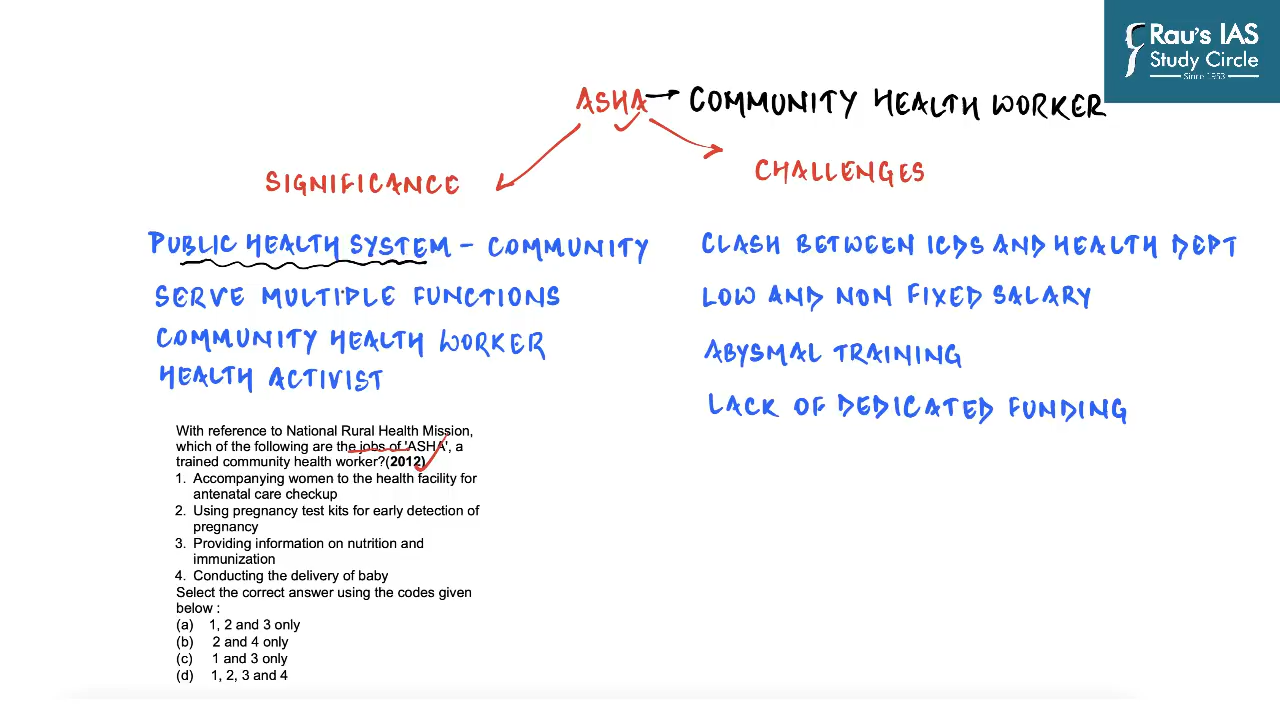 Rau's IAS
Study Circle
Since 1953
ASHA → COMMUNITY HEALTH WORKER
SIGNIFICANCE
PUBLIC HEALTH SYSTEM - COMMUNITY
SERVE MULTIPLE FUNCTIONS
COMMUNITY HEALTH WORKER
HEALTH ACTIVIST
CHALLENGES
CLASH BETWEEN ICDS AND HEALTH DEPT
LOW AND NON FIXED SALARY
ABYSMAL TRAINING
LACK OF DEDICATED FUNDING
With reference to National Rural Health Mission,
which of the following are the jobs of 'ASHA', a
trained community health worker?(2012)
1. Accompanying women to the health facility for
antenatal care checkup
2. Using pregnancy test kits for early detection of
pregnancy
3. Providing information on nutrition and
immunization
4. Conducting the delivery of baby
Select the correct answer using the codes given
below :
(a) 1, 2 and 3 only
(b) 2 and 4 only
(c) 1 and 3 only
(d) 1, 2, 3 and 4